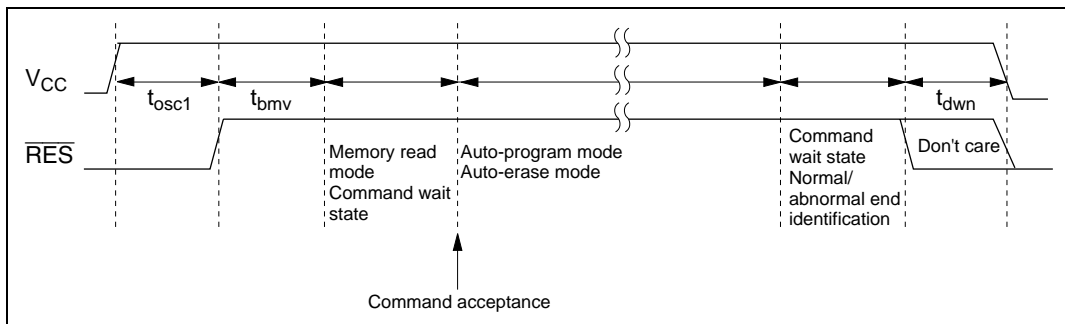 VCC
tosc1
tbmv
tdwn
RES
Memory read
mode
Command wait
state
Auto-program mode
Auto-erase mode
Command
wait state
Normal/
abnormal end
identification
Don't care
Command acceptance